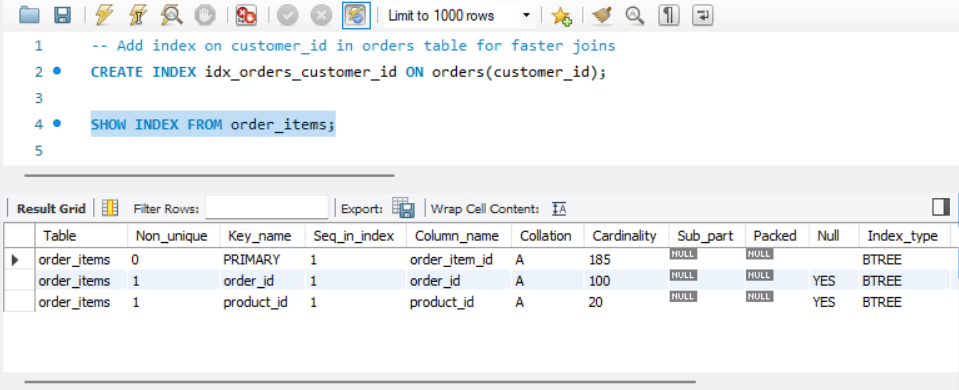 Limit to 1000 rows
1 -- Add index on customer_id in orders table for faster joins
2 CREATE INDEX idx_orders_customer_id ON orders(customer_id);
3
4 SHOW INDEX FROM order_items;
5
Result Grid Filter Rows: Export: Wrap Cell Content: IA
Table Non_unique Key_name Seq_in_index Column_name Collation Cardinality Sub_part Packed Null Index_type
order_items 0 PRIMARY 1 order_item_id A 185 NULL NULL BTREE
order_items 1 order_id 1 order_id A 100 NULL NULL YES BTREE
order_items 1 product_id 1 product_id A 20 NULL NULL YES BTREE